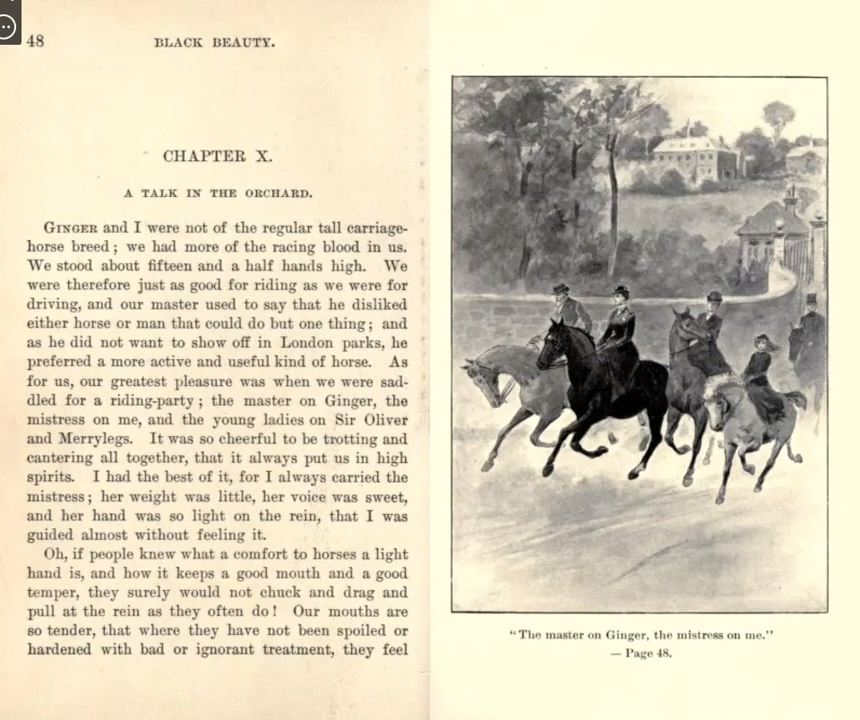 48
BLACK BEAUTY.
CHAPTER X.
A TALK IN THE ORCHARD.
GINGER and I were not of the regular tall carriage-
horse breed; we had more of the racing blood in us.
We stood about fifteen and a half hands high. We
were therefore just as good for riding as we were for
driving, and our master used to say that he disliked
either horse or man that could do but one thing; and
as he did not want to show off in London parks, he
preferred a more active and useful kind of horse. As
for us, our greatest pleasure was when we were sad-
dled for a riding-party; the master on Ginger, the
mistress on me, and the young ladies on Sir Oliver
and Merrylegs. It was so cheerful to be trotting and
cantering all together, that it always put us in high
spirits. I had the best of it, for I always carried the
mistress; her weight was little, her voice was sweet,
and her hand was so light on the rein, that I was
guided almost without feeling it.
Oh, if people knew what a comfort to horses a light
hand is, and how it keeps a good mouth and a good
temper, they surely would not chuck and drag and
pull at the rein as they often do! Our mouths are
so tender, that where they have not been spoiled or
hardened with bad or ignorant treatment, they feel
"The master on Ginger, the mistress on me."
— Page 48.